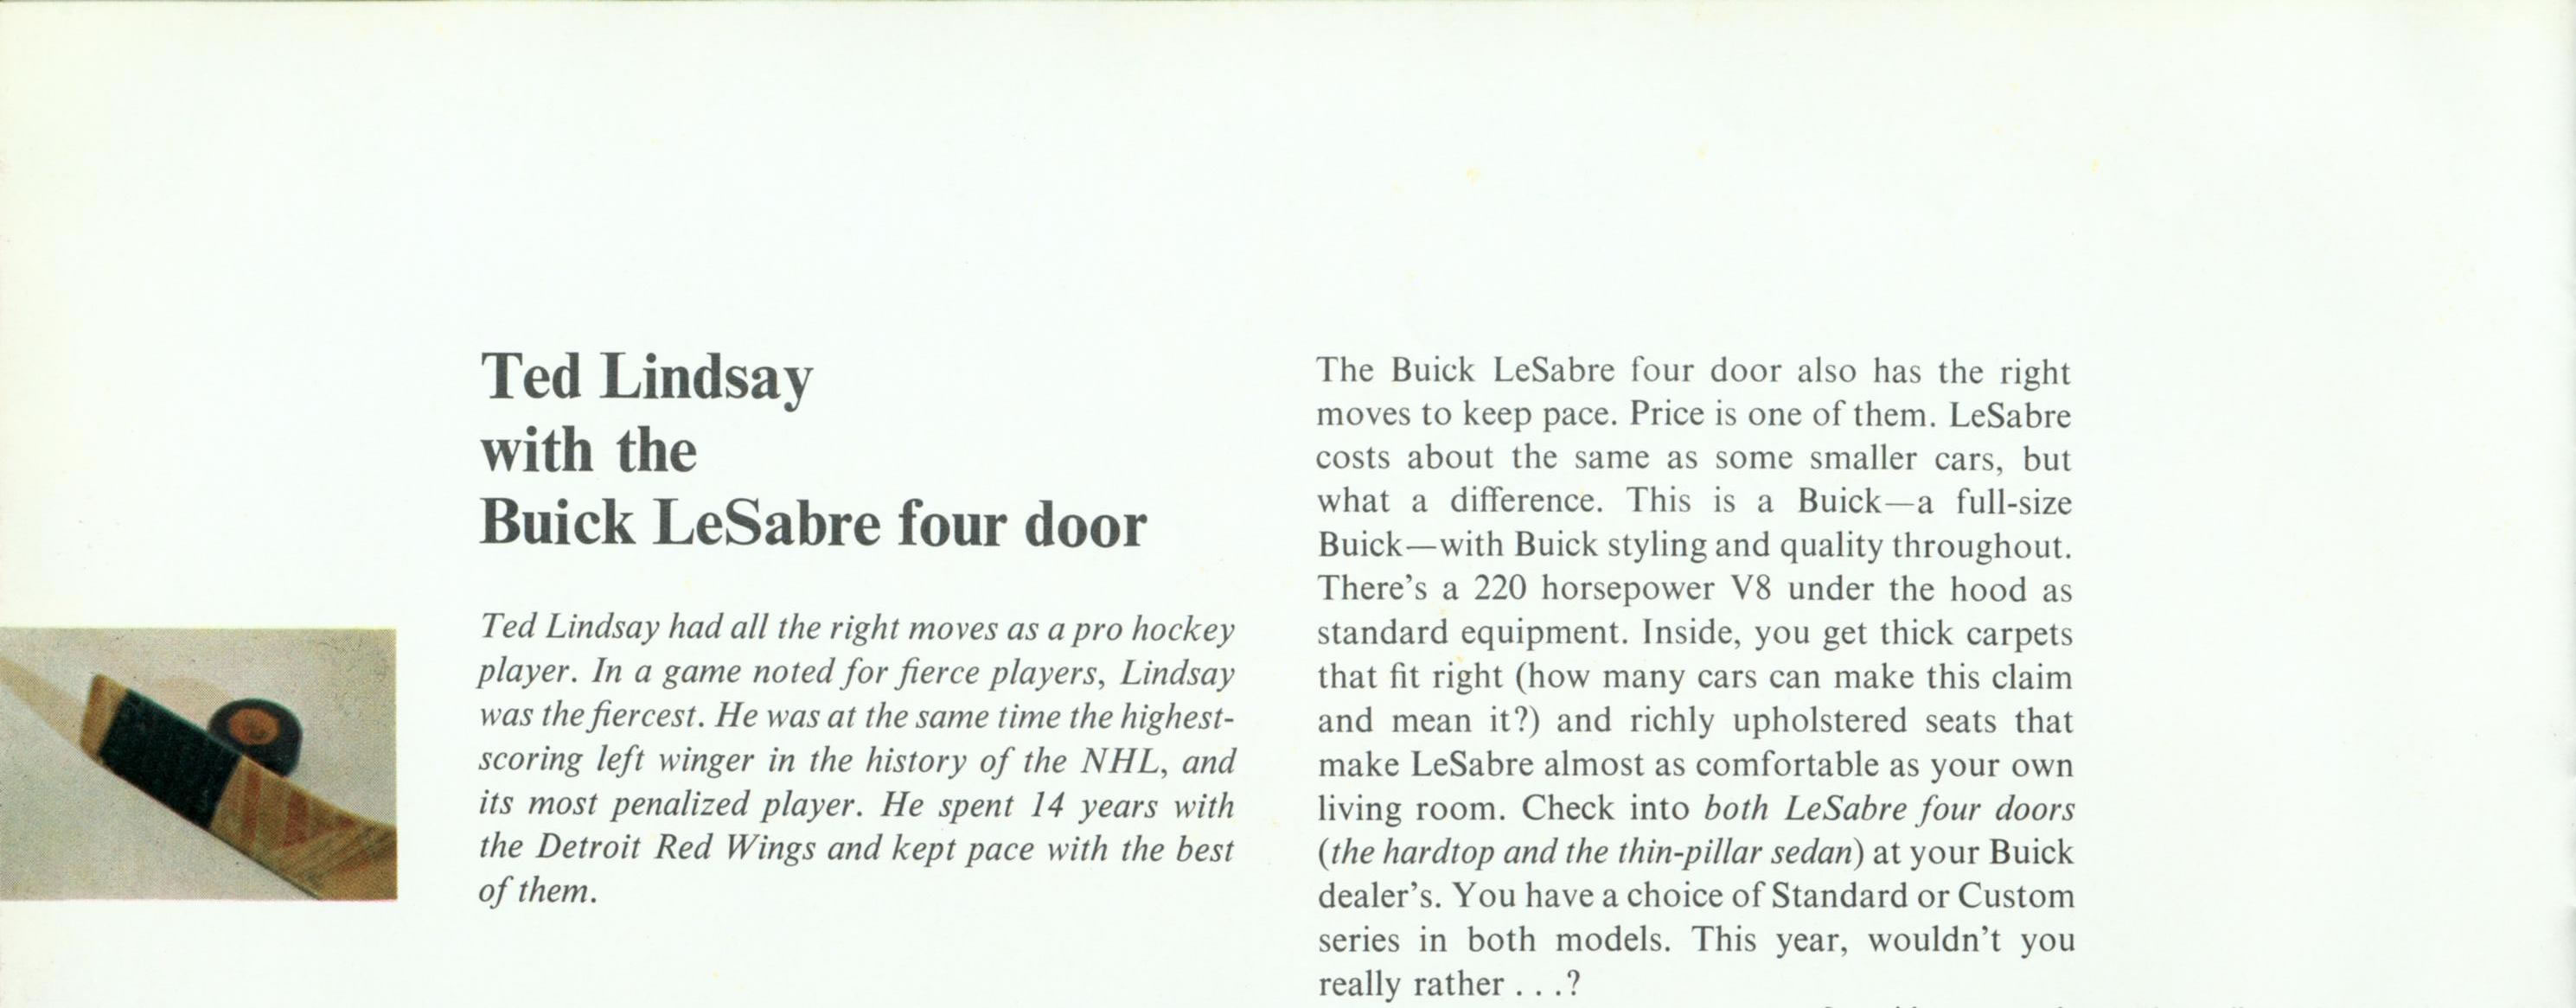 Ted Lindsay
with the
Buick LeSabre four door
Ted Lindsay had all the right moves as a pro hockey
player. In a game noted for fierce players, Lindsay
was the fiercest. He was at the same time the highest-
scoring left winger in the history of the NHL, and
its most penalized player. He spent 14 years with
the Detroit Red Wings and kept pace with the best
of them.
The Buick LeSabre four door also has the right
moves to keep pace. Price is one of them. LeSabre
costs about the same as some smaller cars, but
what a difference. This is a Buick—a full-size
Buick—with Buick styling and quality throughout.
There's a 220 horsepower V8 under the hood as
standard equipment. Inside, you get thick carpets
that fit right (how many cars can make this claim
and mean it?) and richly upholstered seats that
make LeSabre almost as comfortable as your own
living room. Check into both LeSabre four doors
(the hardtop and the thin-pillar sedan) at your Buick
dealer's. You have a choice of Standard or Custom
series in both models. This year, wouldn't you
really rather . . .?